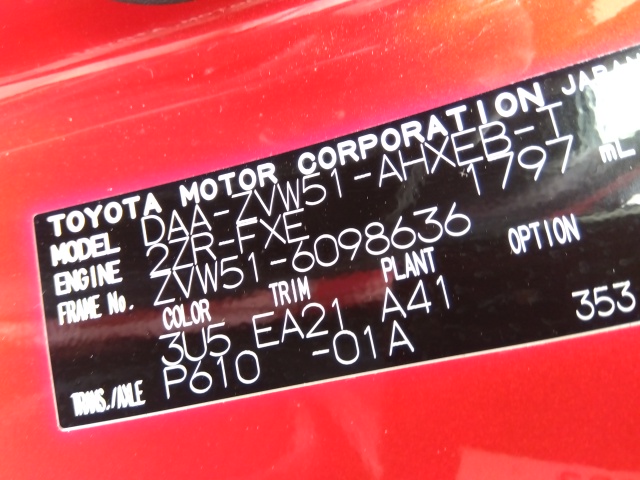 TOYOTA MOTOR CORPORATION JAPAN
MODEL DAA-ZVW51-AHXEB-T
ENGINE 2ZR-FXE 1797 mL
FRAME No. ZVW51-6098636
COLOR TRIM PLANT OPTION
3U5 EA21 A41
TRANS./AXLE P610 -01A 353